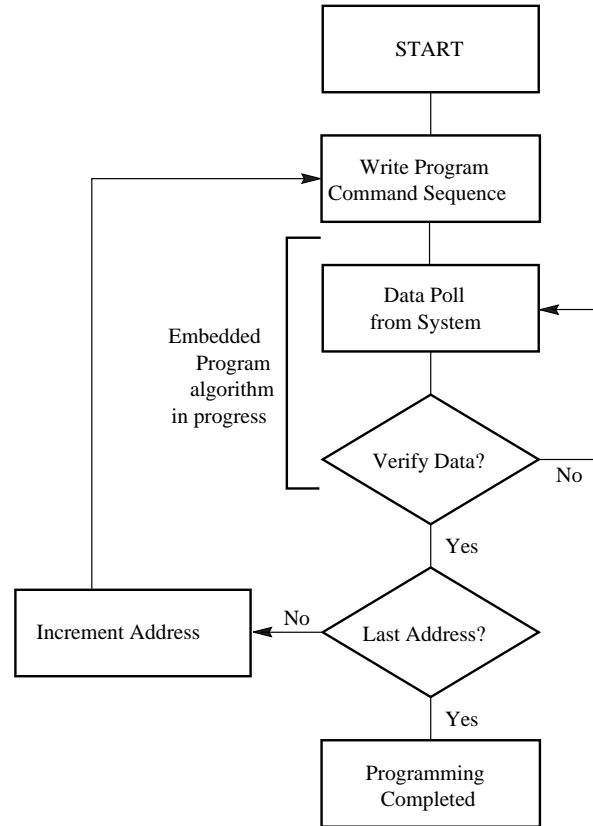 START
Write Program
Command Sequence
Data Poll
from System
Embedded
Program
algorithm
in progress
Verify Data?
No
Yes
Increment Address
No
Last Address?
Yes
Programming
Completed